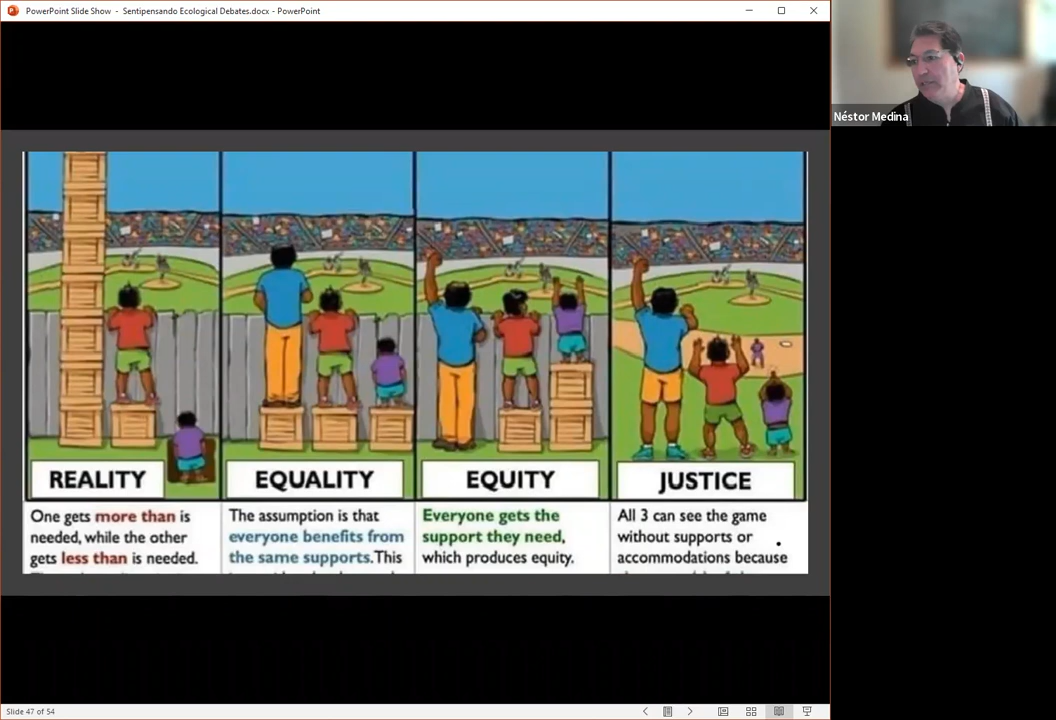 PowerPoint Slide Show - Sentipensando Ecological Debates.docx - PowerPoint
Néstor Medina
REALITY
One gets more than is
needed, while the other
gets less than is needed.
EQUALITY
The assumption is that
everyone benefits from
the same supports. This
EQUITY
Everyone gets the
support they need,
which produces equity.
JUSTICE
All 3 can see the game
without supports or
accommodations because
Slide 47 of 54